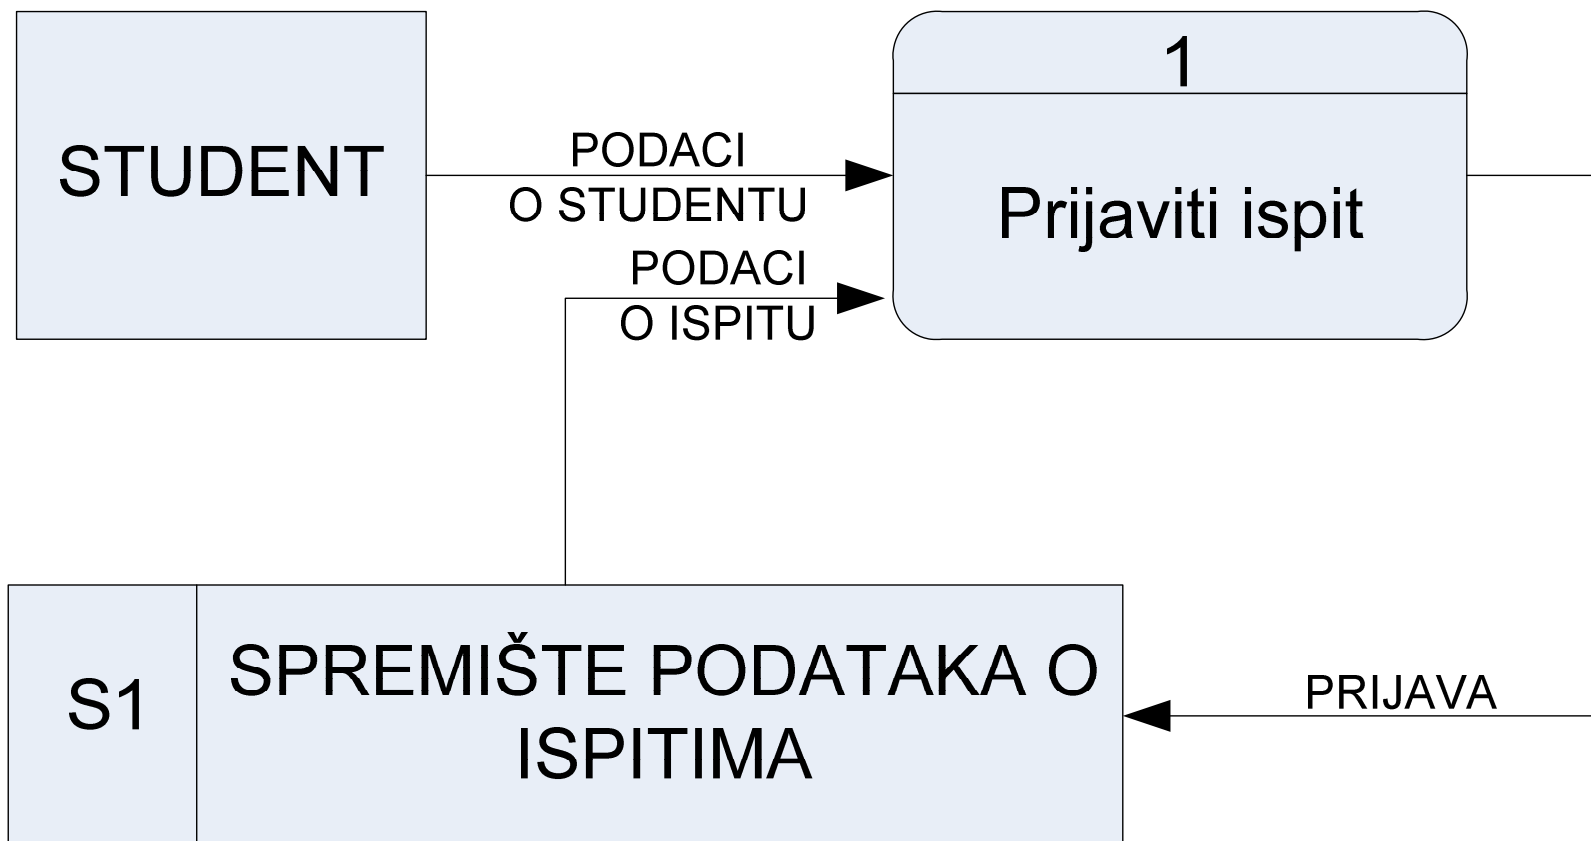 STUDENT
PODACI
O STUDENTU
1
Prijaviti ispit
PODACI
O ISPITU
S1
SPREMIŠTE PODATAKA O
ISPITIMA
PRIJAVA